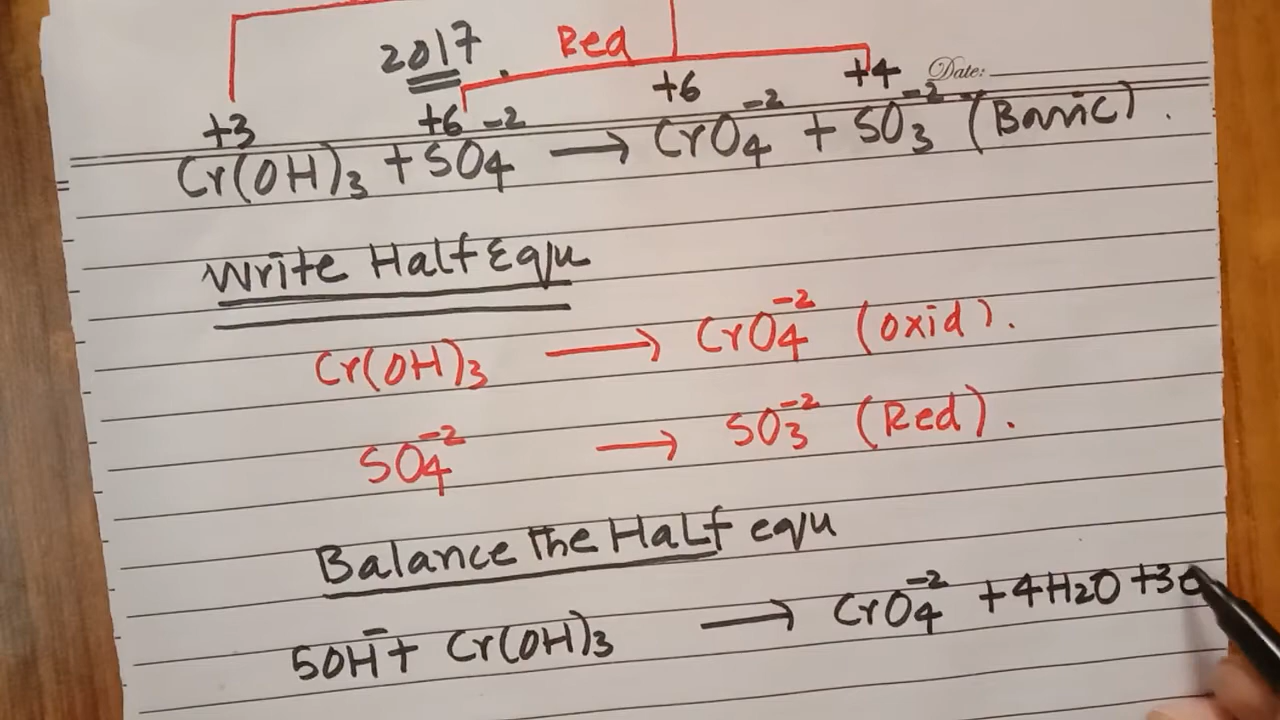 2017.
Red
Date:
+3 +6 -2 +6 -2 +4 -2
Cr(OH)3 + SO4 → CrO4 + SO3 (Basic).
Write Half Equ
Cr(OH)3 → CrO4 -2 (oxid).
SO4 -2 → SO3 -2 (Red).
Balance the Half equ
5OH- + Cr(OH)3 → CrO4 -2 + 4H2O + 3e